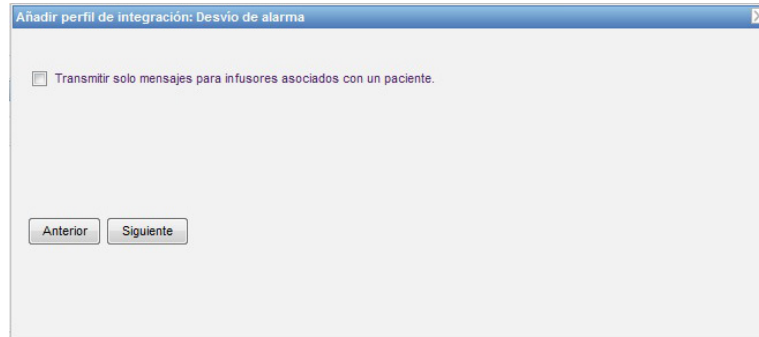 Añadir perfil de integración: Desvío de alarma
Transmitir solo mensajes para infusores asociados con un paciente.
Anterior
Siguiente